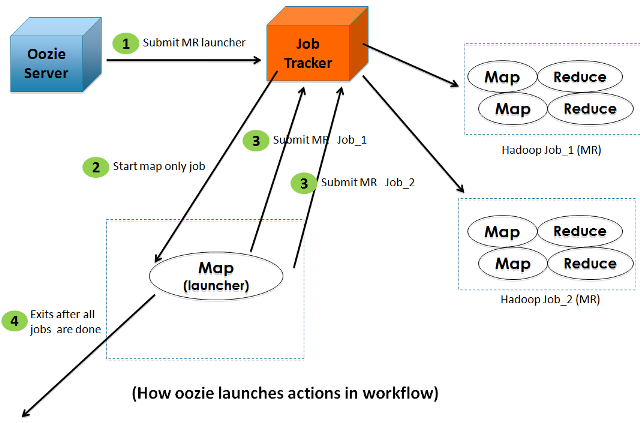 Oozie
Server
1 Submit MR launcher
Job
Tracker
Map Reduce
Map Reduce
Hadoop Job_1 (MR)
3 Submit MR Job_1
2 Start map only job
3 Submit MR Job_2
Map Reduce
Map Reduce
Hadoop Job_2 (MR)
Map
(launcher)
4 Exits after all
jobs are done
(How oozie launches actions in workflow)